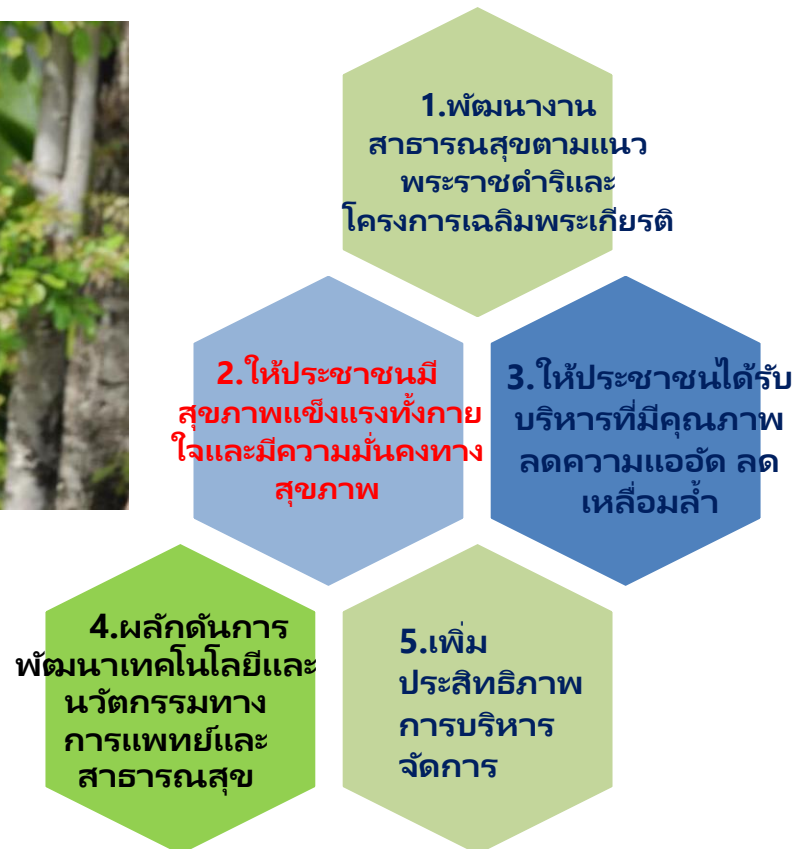 1.พัฒนางาน
สาธารณสุขตามแนว
พระราชดำริและ
โครงการเฉลิมพระเกียรติ
2.ให้ประชาชนมี
สุขภาพแข็งแรงทั้งกาย
ใจและมีความมั่นคงทาง
สุขภาพ
3.ให้ประชาชนได้รับ
บริหารที่มีคุณภาพ
ลดความแออัด ลด
เหลื่อมล้ำ
4.ผลักดันการ
พัฒนาเทคโนโลยีและ
นวัตกรรมทาง
การแพทย์และ
สาธารณสุข
5.เพิ่ม
ประสิทธิภาพ
การบริหาร
จัดการ